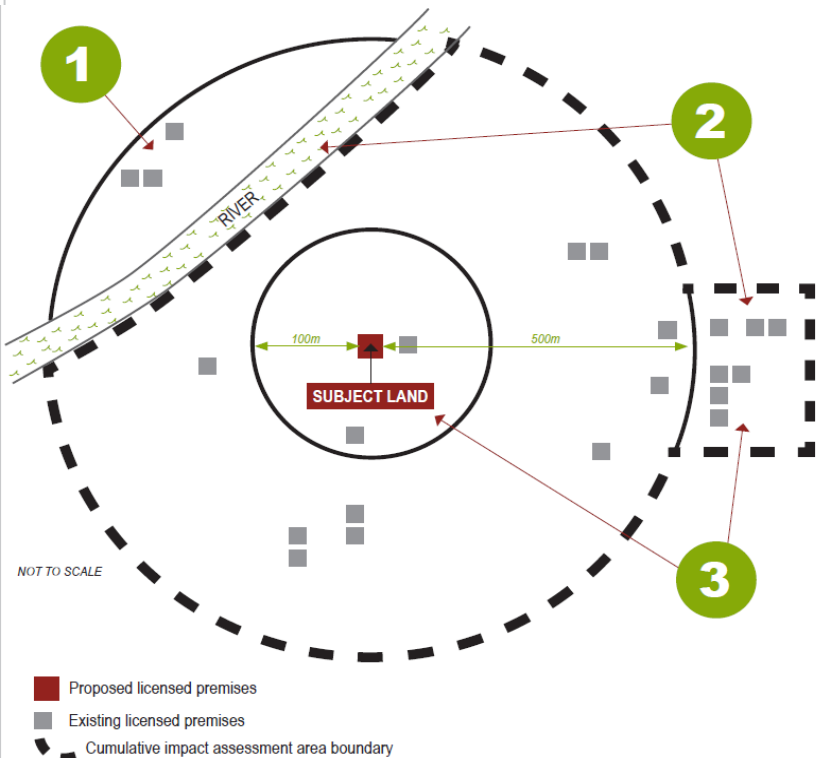 1
2
RIVER
100m
500m
SUBJECT LAND
NOT TO SCALE
3
Proposed licensed premises
Existing licensed premises
Cumulative impact assessment area boundary